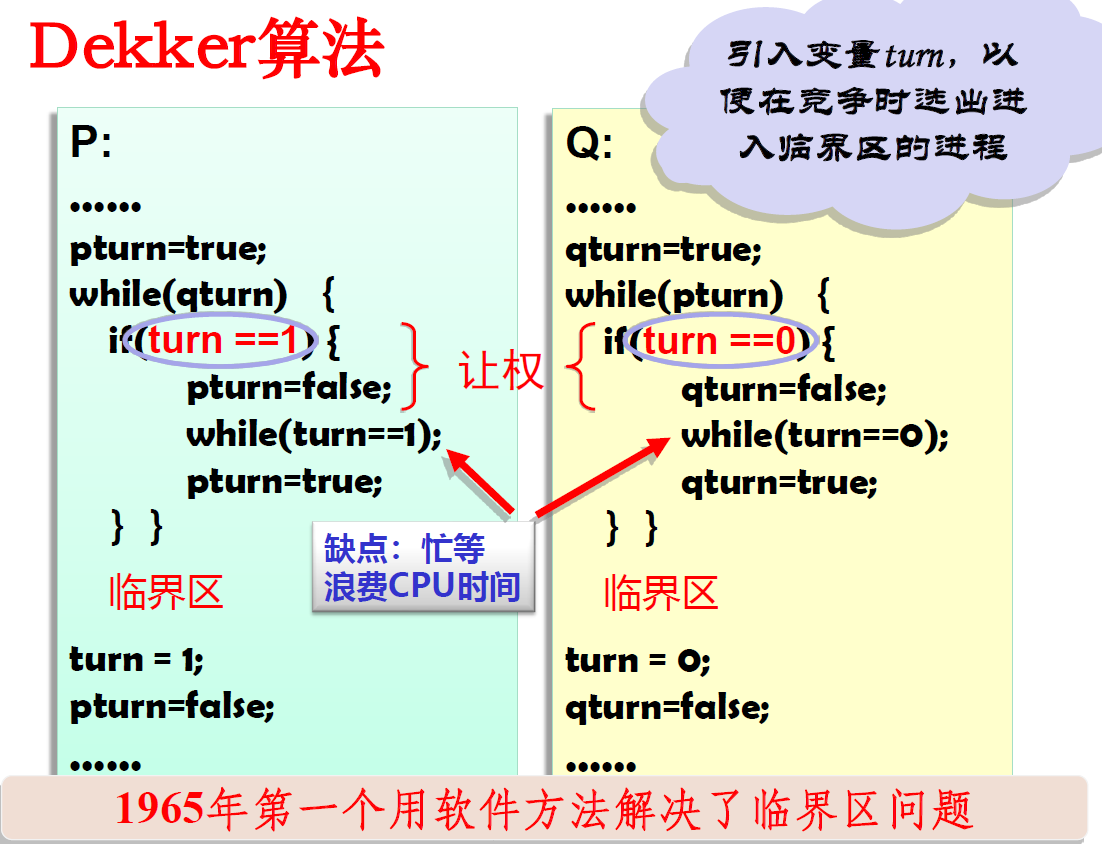 Dekker算法
引入变量turn，以
便在竞争时选出进
入临界区的进程
P:
……
pturn=true;
while(qturn) {
if(turn ==1) {
pturn=false;
while(turn==1);
pturn=true;
} }
临界区
turn = 1;
pturn=false;
……
让权
缺点：忙等
浪费CPU时间
Q:
……
qturn=true;
while(pturn) {
if(turn ==0) {
qturn=false;
while(turn==0);
qturn=true;
} }
临界区
turn = 0;
qturn=false;
……
1965年第一个用软件方法解决了临界区问题